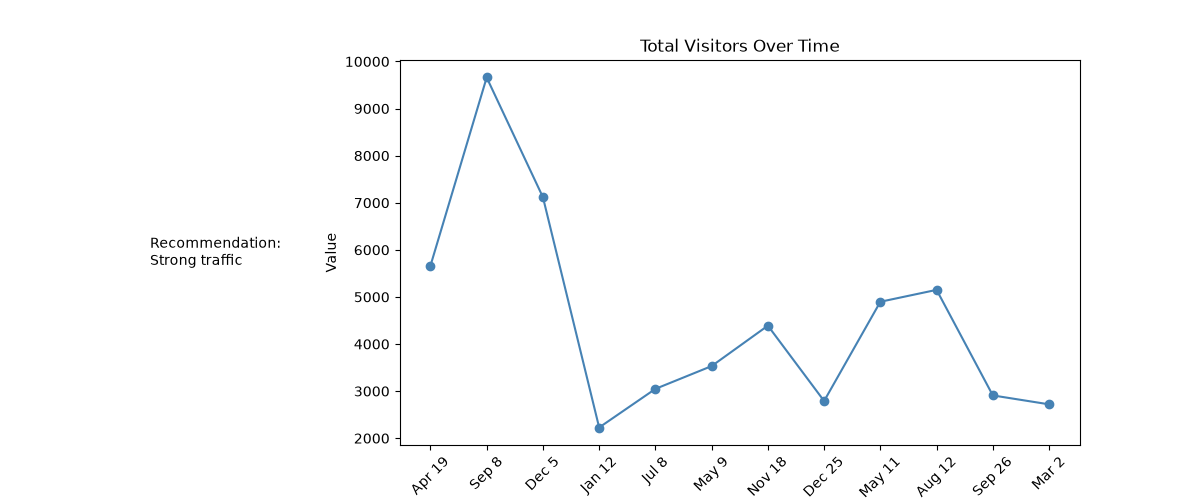 Total Visitors Over Time
Recommendation:
Strong traffic
Value
10000
9000
8000
7000
6000
5000
4000
3000
2000
Apr 19
Sep 8
Dec 5
Jan 12
Jul 8
May 9
Nov 18
Dec 25
May 11
Aug 12
Sep 26
Mar 2